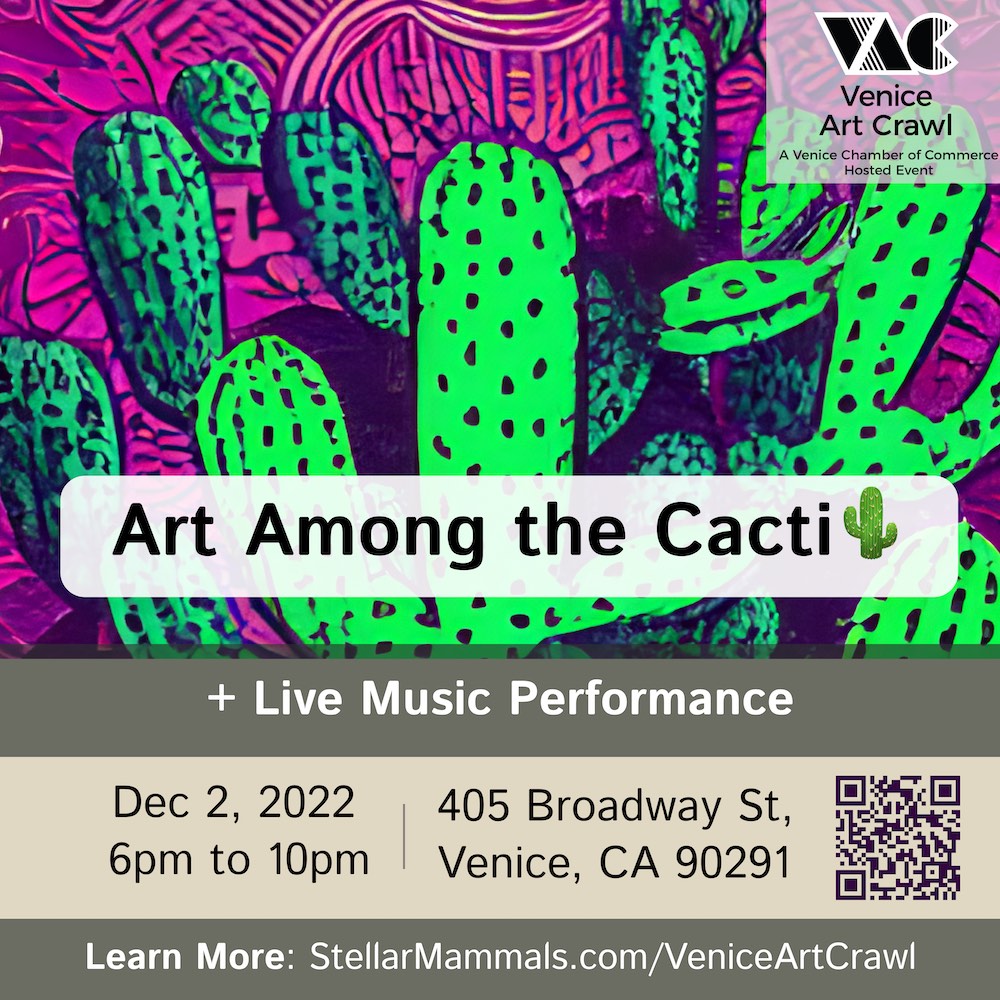 VAC
Venice
Art Crawl
A Venice Chamber of Commerce
Hosted Event
Art Among the Cacti🌵
+ Live Music Performance
Dec 2, 2022
6pm to 10pm
405 Broadway St,
Venice, CA 90291
Learn More: StellarMammals.com/VeniceArtCrawl